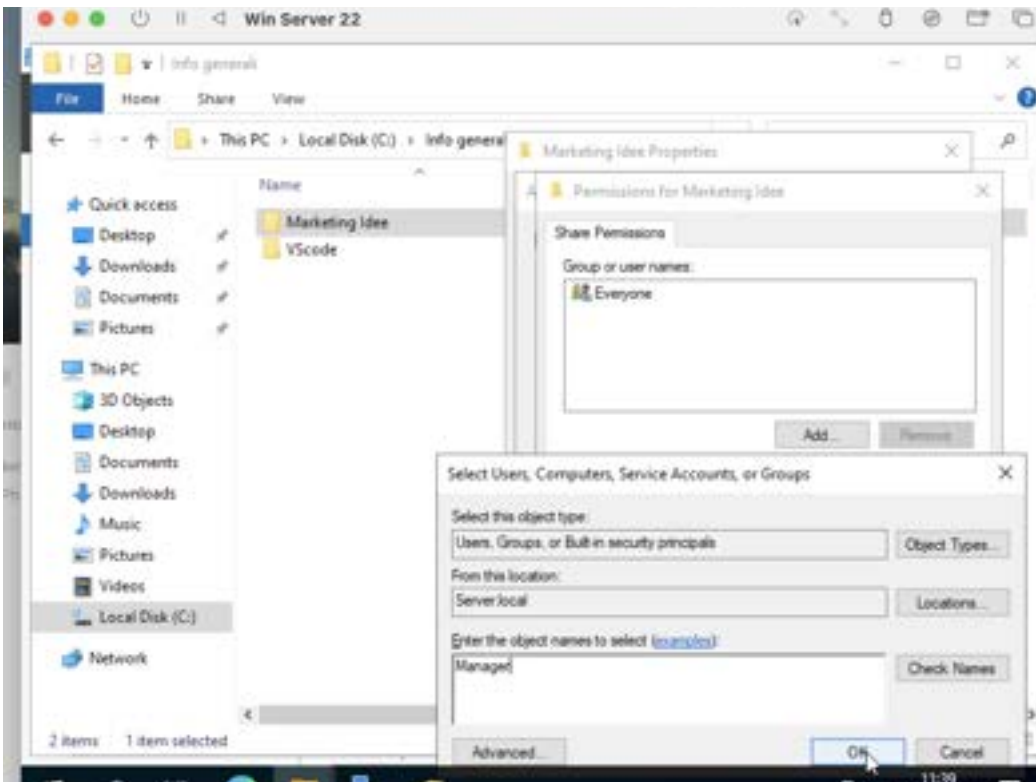 Win Server 22
Info generali
File Home Share View
This PC > Local Disk (C:) > Info general
Name
Quick access
Desktop
Downloads
Documents
Pictures
This PC
3D Objects
Desktop
Documents
Downloads
Music
Pictures
Videos
Local Disk (C:)
Network
Marketing Idee
VScode
2 items 1 item selected
Marketing Idee Properties
Permissions for Marketing Idee
Share Permissions
Group or user names:
Everyone
Add... Remove
Select Users, Computers, Service Accounts, or Groups
Select this object type:
Users, Groups, or Built-in security principals
Object Types...
From this location:
Server.local
Locations...
Enter the object names to select (examples):
Manager
Check Names
Advanced...
OK
Cancel
11:39